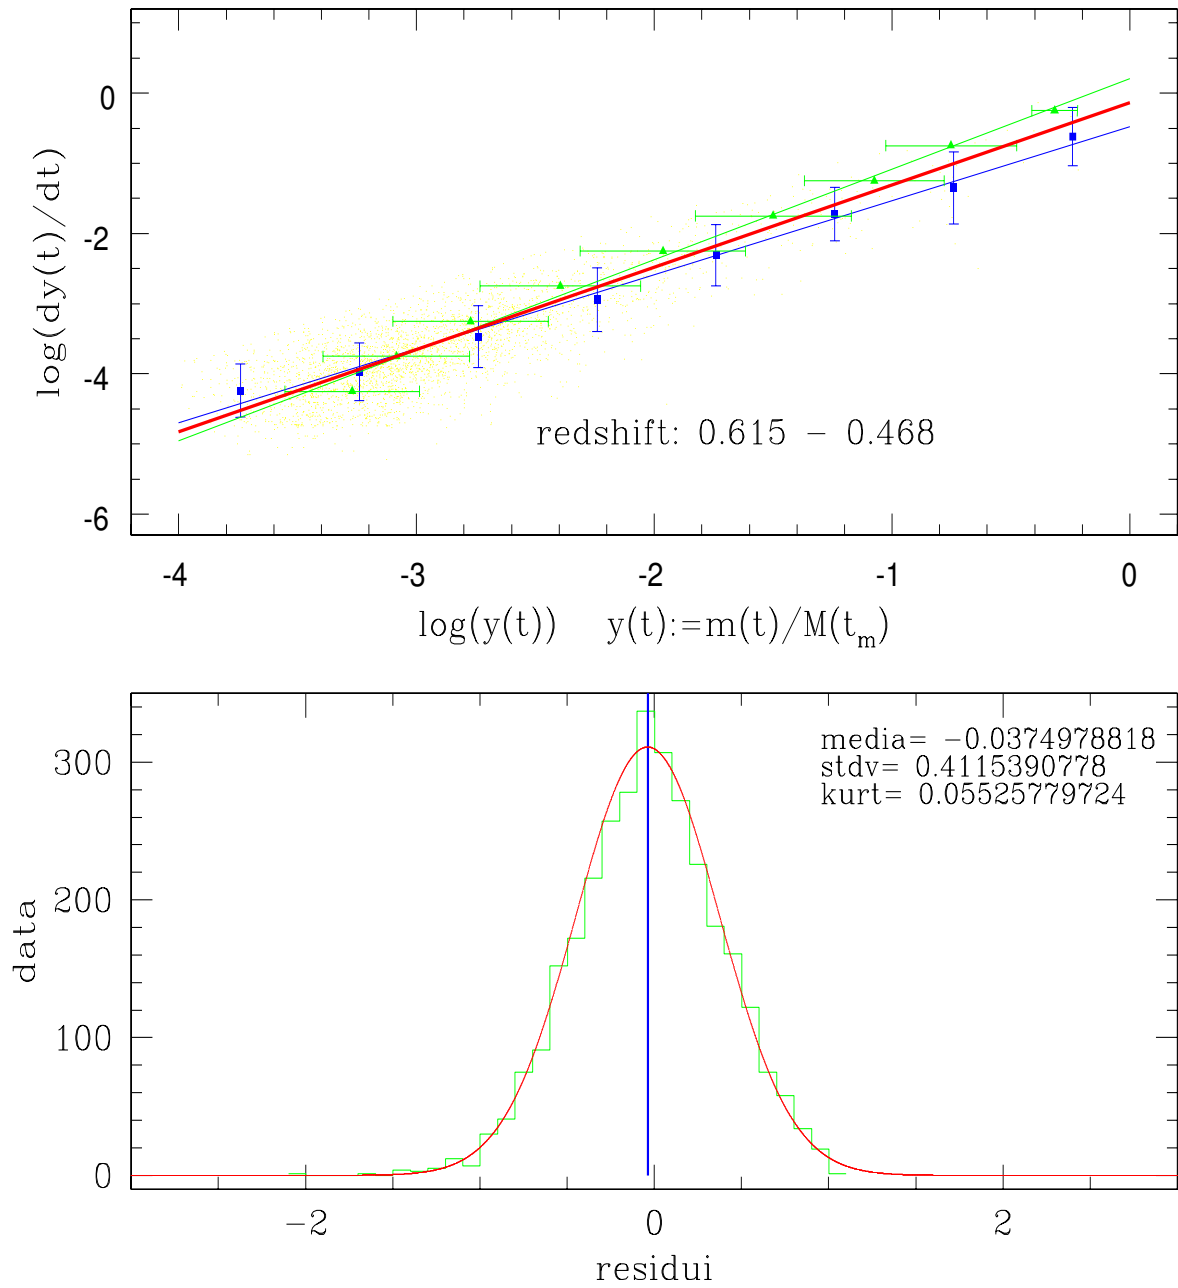 0
-2
-4
-6
log(dy(t)/dt)
redshift: 0.615 − 0.468
-4 -3 -2 -1 0
log(y(t)) y(t):=m(t)/M(t_m)
300
200
100
0
data
media= −0.0374978818
stdv= 0.4115390778
kurt= 0.05525779724
−2 0 2
residui